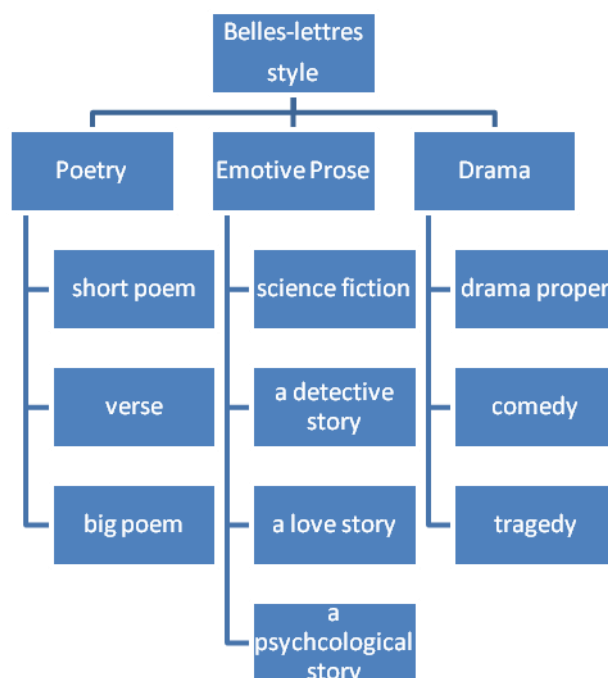 Belles-lettres
style
Poetry
Emotive Prose
Drama
short poem
science fiction
drama proper
verse
a detective
story
comedy
big poem
a love story
tragedy
a
psychcological
story